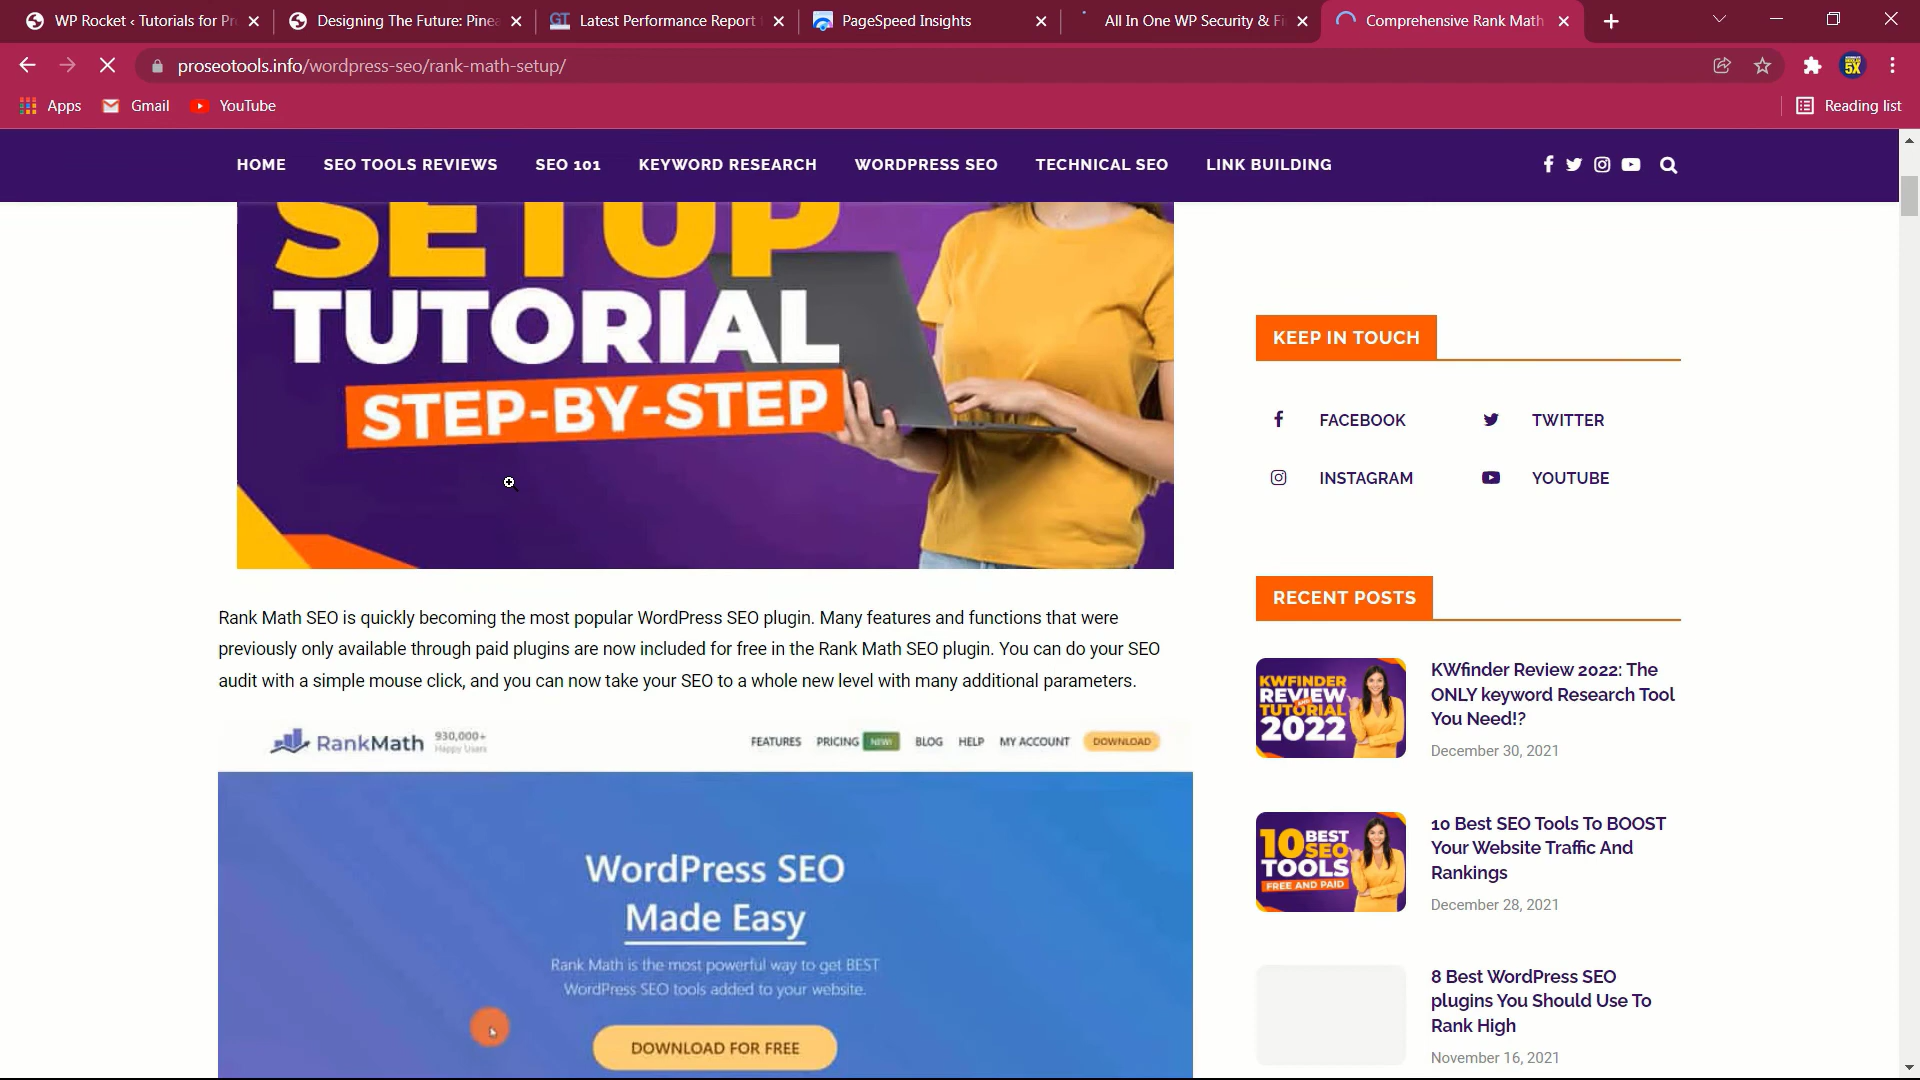 WP Rocket ‹ Tutorials for Pr
Designing The Future: Pinea
GT Latest Performance Report
PageSpeed Insights
All In One WP Security & Fi
Comprehensive Rank Math
proseotools.info/wordpress-seo/rank-math-setup/
5X
Apps
Gmail
YouTube
Reading list
HOME
SEO TOOLS REVIEWS
SEO 101
KEYWORD RESEARCH
WORDPRESS SEO
TECHNICAL SEO
LINK BUILDING
SETUP
TUTORIAL
STEP-BY-STEP
Rank Math SEO is quickly becoming the most popular WordPress SEO plugin. Many features and functions that were
previously only available through paid plugins are now included for free in the Rank Math SEO plugin. You can do your SEO
audit with a simple mouse click, and you can now take your SEO to a whole new level with many additional parameters.
RankMath
930,000+
Happy Users
FEATURES PRICING NEW! BLOG HELP MY ACCOUNT DOWNLOAD
WordPress SEO
Made Easy
Rank Math is the most powerful way to get BEST
WordPress SEO tools added to your website.
DOWNLOAD FOR FREE
KEEP IN TOUCH
FACEBOOK
TWITTER
INSTAGRAM
YOUTUBE
RECENT POSTS
KWFINDER
REVIEW
AND
TUTORIAL
2022
KWfinder Review 2022: The
ONLY keyword Research Tool
You Need!?
December 30, 2021
10 BEST
SEO
TOOLS
FREE AND PAID
10 Best SEO Tools To BOOST
Your Website Traffic And
Rankings
December 28, 2021
8 Best WordPress SEO
plugins You Should Use To
Rank High
November 16, 2021